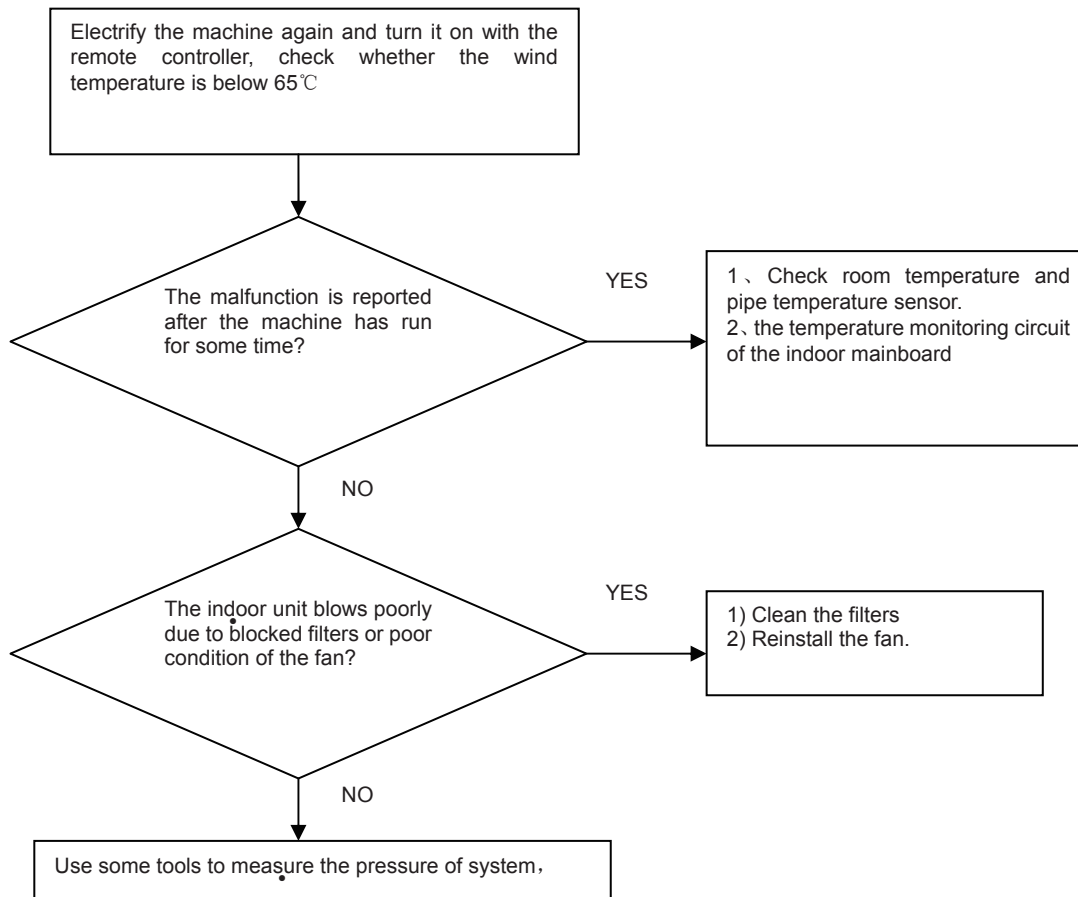 Electrify the machine again and turn it on with the
remote controller, check whether the wind
temperature is below 65℃
The malfunction is reported
after the machine has run
for some time?
YES
1、Check room temperature and
pipe temperature sensor.
2、the temperature monitoring circuit
of the indoor mainboard
NO
The indoor unit blows poorly
due to blocked filters or poor
condition of the fan?
YES
1) Clean the filters
2) Reinstall the fan.
NO
Use some tools to measure the pressure of system，